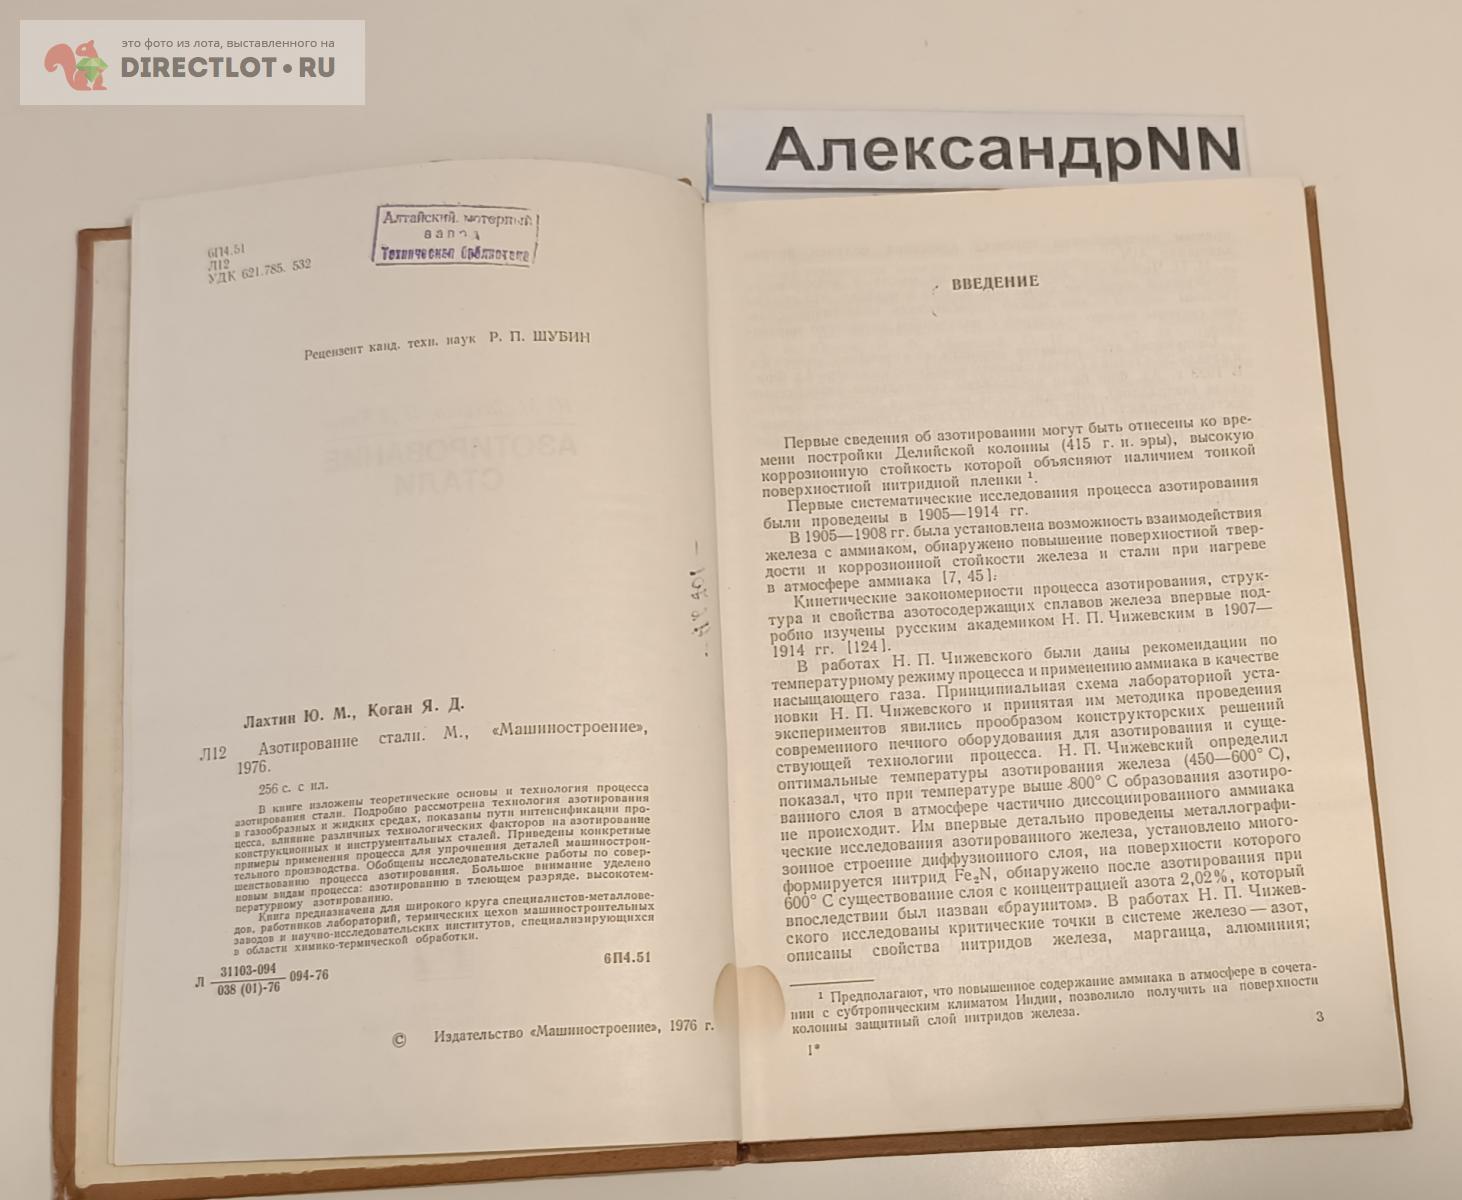 это фото из лота, выставленного на
DIRECTLOT•RU
АлександрNN
Алтайский моторный
завод
Техническая библиотека
6П4.51
Л12
УДК 621.785. 532
Рецензент канд. техн. наук Р. П. ШУБИН
Лахтин Ю. М., Коган Я. Д.
Л12 Азотирование стали. М., «Машиностроение»,
1976.
256 с. с ил.
В книге изложены теоретические основы и технология процесса
азотирования стали. Подробно рассмотрена технология азотирования
в газообразных и жидких средах, показаны пути интенсификации про-
цесса, влияние различных технологических факторов на азотирование
конструкционных и инструментальных сталей. Приведены конкретные
примеры применения процесса для упрочнения деталей машинострои-
тельного производства. Обобщены исследовательские работы по совер-
шенствованию процесса азотирования. Большое внимание уделено
новым видам процесса: азотированию в тлеющем разряде, высокотем-
пературному азотированию.
Книга предназначена для широкого круга специалистов-металлове-
дов, работников лабораторий, термических цехов машиностроительных
заводов и научно-исследовательских институтов, специализирующихся
в области химико-термической обработки.
Л 31103-094
038 (01)-76 094-76
6П4.51
© Издательство «Машиностроение», 1976 г.
ВВЕДЕНИЕ
Первые сведения об азотировании могут быть отнесены ко вре-
мени постройки Делийской колонны (415 г. н. эры), высокую
коррозионную стойкость которой объясняют наличием тонкой
поверхностной нитридной пленки ¹.
Первые систематические исследования процесса азотирования
были проведены в 1905—1914 гг.
В 1905—1908 гг. была установлена возможность взаимодействия
железа с аммиаком, обнаружено повышение поверхностной твер-
дости и коррозионной стойкости железа и стали при нагреве
в атмосфере аммиака [7, 45].
Кинетические закономерности процесса азотирования, струк-
тура и свойства азотосодержащих сплавов железа впервые под-
робно изучены русским академиком Н. П. Чижевским в 1907—
1914 гг. [124].
В работах Н. П. Чижевского были даны рекомендации по
температурному режиму процесса и применению аммиака в качестве
насыщающего газа. Принципиальная схема лабораторной уста-
новки Н. П. Чижевского и принятая им методика проведения
экспериментов явились прообразом конструкторских решений
современного печного оборудования для азотирования и суще-
ствующей технологии процесса. Н. П. Чижевский определил
оптимальные температуры азотирования железа (450—600° С),
показал, что при температуре выше 800° С образования азотиро-
ванного слоя в атмосфере частично диссоциированного аммиака
не происходит. Им впервые детально проведены металлографи-
ческие исследования азотированного железа, установлено много-
зонное строение диффузионного слоя, на поверхности которого
формируется нитрид Fe₂N, обнаружено после азотирования при
600° С существование слоя с концентрацией азота 2,02%, который
впоследствии был назван «браунитом». В работах Н. П. Чижев-
ского исследованы критические точки в системе железо — азот,
описаны свойства нитридов железа, марганца, алюминия;
¹ Предполагают, что повышенное содержание аммиака в атмосфере в сочета-
нии с субтропическим климатом Индии, позволило получить на поверхности
колонны защитный слой нитридов железа.
1*
3